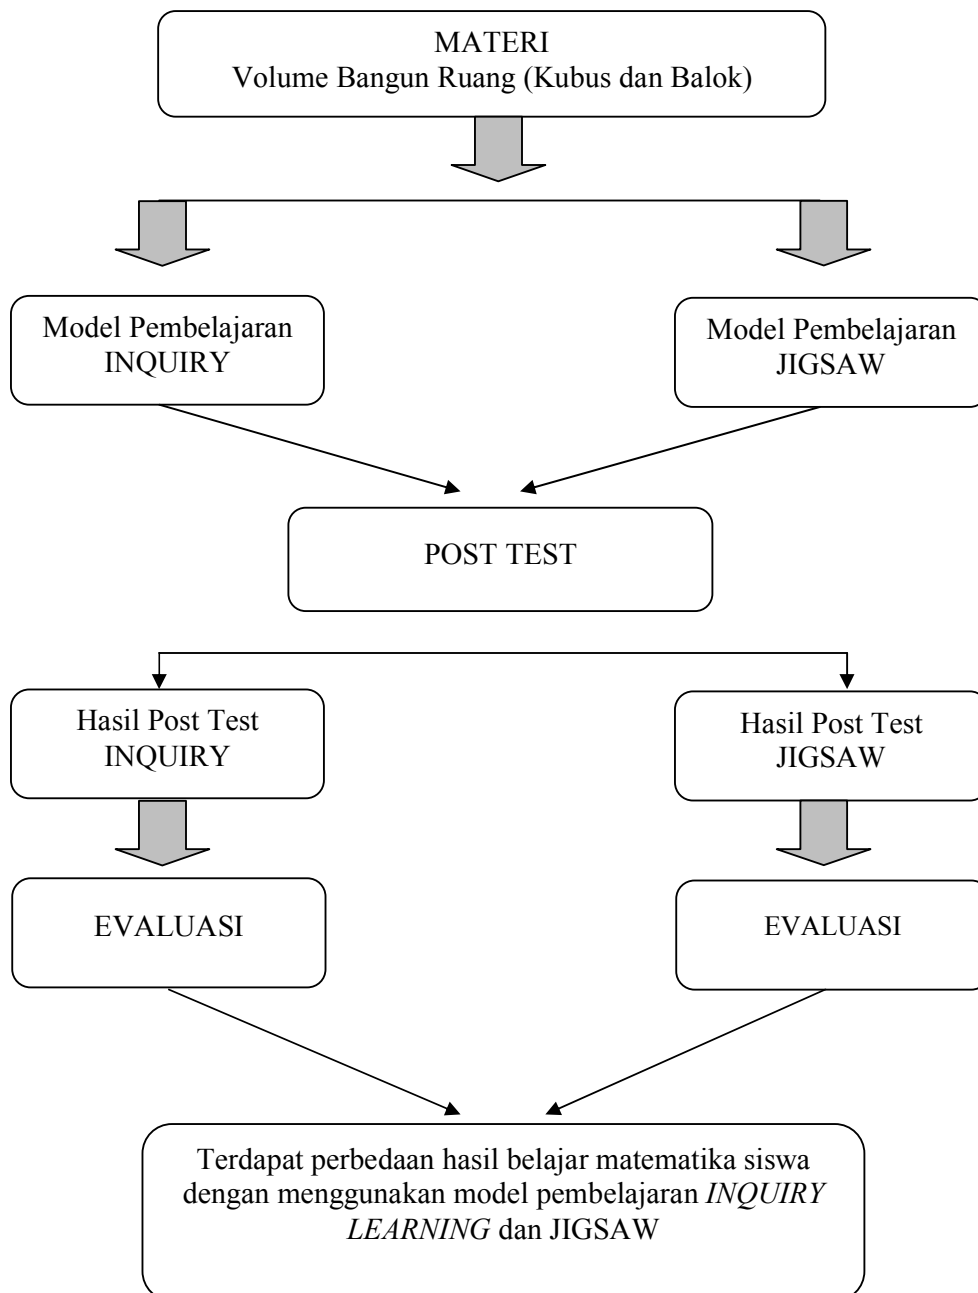 MATERI
Volume Bangun Ruang (Kubus dan Balok)
Model Pembelajaran
INQUIRY
Model Pembelajaran
JIGSAW
POST TEST
Hasil Post Test
INQUIRY
Hasil Post Test
JIGSAW
EVALUASI
EVALUASI
Terdapat perbedaan hasil belajar matematika siswa
dengan menggunakan model pembelajaran INQUIRY
LEARNING dan JIGSAW